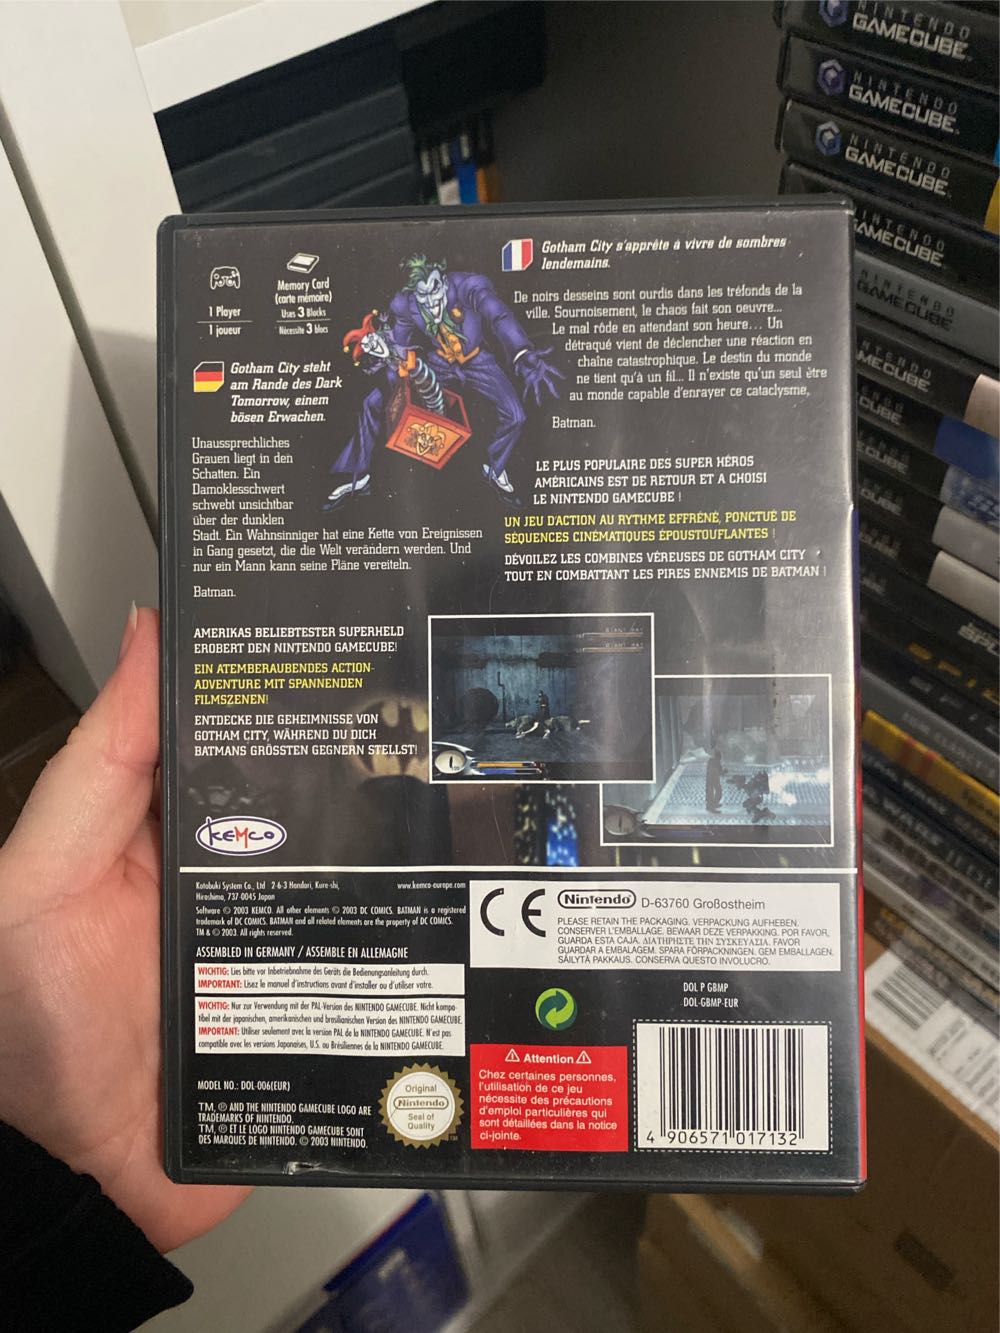 NINTENDO
GAMECUBE
NINTENDO
GAMECUBE
NINTENDO
GAMECUBE
NINTENDO
GAMECUBE
NINTENDO
GAMECUBE
1 Player
1 joueur
Memory Card
(carte mémoire)
Uses 3 Blocks
Nécessite 3 blocs
Gotham City steht
am Rande des Dark
Tomorrow, einem
bösen Erwachen.
Unaussprechliches
Grauen liegt in den
Schatten. Ein
Damoklesschwert
schwebt unsichtbar
über der dunklen
Stadt. Ein Wahnsinniger hat eine Kette von Ereignissen
in Gang gesetzt, die die Welt verändern werden. Und
nur ein Mann kann seine Pläne vereiteln.
Batman.
AMERIKAS BELIEBTESTER SUPERHELD
EROBERT DEN NINTENDO GAMECUBE!
EIN ATEMBERAUBENDES ACTION-
ADVENTURE MIT SPANNENDEN
FILMSZENEN!
ENTDECKE DIE GEHEIMNISSE VON
GOTHAM CITY, WÄHREND DU DICH
BATMANS GRÖSSTEN GEGNERN STELLST!
Gotham City s'apprête à vivre de sombres
lendemains.
De noirs desseins sont ourdis dans les tréfonds de la
ville. Sournoisement, le chaos fait son oeuvre...
Le mal rôde en attendant son heure... Un
détraqué vient de déclencher une réaction en
chaîne catastrophique. Le destin du monde
ne tient qu'à un fil... Il n'existe qu'un seul être
au monde capable d'enrayer ce cataclysme,
Batman.
LE PLUS POPULAIRE DES SUPER HÉROS
AMÉRICAINS EST DE RETOUR ET A CHOISI
LE NINTENDO GAMECUBE !
UN JEU D'ACTION AU RYTHME EFFRÉNÉ, PONCTUÉ DE
SÉQUENCES CINÉMATIQUES ÉPOUSTOUFLANTES !
DÉVOILEZ LES COMBINES VÉREUSES DE GOTHAM CITY
TOUT EN COMBATTANT LES PIRES ENNEMIS DE BATMAN !
KEMCO
Kotobuki System Co., Ltd 2-6-3 Hondori, Kure-shi,
Hiroshima, 737-0045 Japan
www.kemco-europe.com
Software © 2003 KEMCO. All other elements © 2003 DC COMICS. BATMAN is a registered
trademark of DC COMICS. BATMAN and all related elements are the property of DC COMICS.
TM & © 2003. All rights reserved.
ASSEMBLED IN GERMANY / ASSEMBLE EN ALLEMAGNE
WICHTIG: Lies bitte vor Inbetriebnahme des Geräts die Bedienungsanleitung durch.
IMPORTANT: Lisez le manuel d'instructions avant d'installer ou d'utiliser votre.
WICHTIG: Nur zur Verwendung mit der PAL-Version des NINTENDO GAMECUBE. Nicht kompa-
tibel mit der japanischen, amerikanischen und brasilianischen Version des NINTENDO GAMECUBE.
IMPORTANT: Utiliser seulement avec la version PAL de la NINTENDO GAMECUBE. N'est pas
compatible avec les versions Japonaises, U.S. ou Brésiliennes de la NINTENDO GAMECUBE.
MODEL NO.: DOL-006(EUR)
TM, ® AND THE NINTENDO GAMECUBE LOGO ARE
TRADEMARKS OF NINTENDO.
TM, ® ET LE LOGO NINTENDO GAMECUBE SONT
DES MARQUES DE NINTENDO. © 2003 NINTENDO.
Original
Nintendo
Seal of
Quality
CE
Nintendo D-63760 Großostheim
PLEASE RETAIN THE PACKAGING. VERPACKUNG AUFHEBEN.
CONSERVER L'EMBALLAGE. BEWAAR DEZE VERPAKKING. POR FAVOR,
GUARDA ESTA CAJA. ΔΙΑΤΗΡΗΣΤΕ ΤΗΝ ΣΥΣΚΕΥΑΣΙΑ. FAVOR
GUARDAR A EMBALAGEM. SPARA FÖRPACKNINGEN. GEM EMBALLAGEN.
SÄILYTÄ PAKKAUS. CONSERVA QUESTO INVOLUCRO.
DOL P GBMP
DOL-GBMP-EUR
Attention
Chez certaines personnes,
l'utilisation de ce jeu
nécessite des précautions
d'emploi particulières qui
sont détaillées dans la notice
ci-jointe.
4 906571 017132